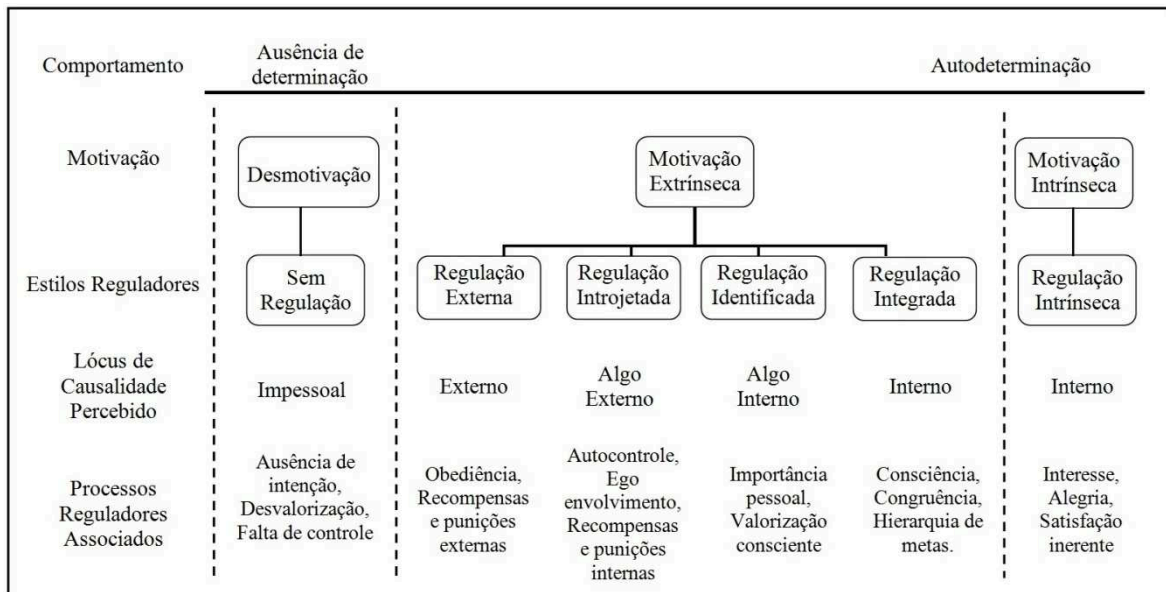 Comportamento
Ausência de
determinação
Autodeterminação
Motivação
Desmotivação
Motivação
Extrínseca
Motivação
Intrínseca
Estilos Reguladores
Sem
Regulação
Regulação
Externa
Regulação
Introjetada
Regulação
Identificada
Regulação
Integrada
Regulação
Intrínseca
Lócus de
Causalidade
Percebido
Impessoal
Externo
Algo
Externo
Algo
Interno
Interno
Interno
Processos
Reguladores
Associados
Ausência de
intenção,
Desvalorização,
Falta de controle
Obediência,
Recompensas
e punições
externas
Autocontrole,
Ego
envolvimento,
Recompensas
e punições
internas
Importância
pessoal,
Valorização
consciente
Consciência,
Congruência,
Hierarquia de
metas.
Interesse,
Alegria,
Satisfação
inerente